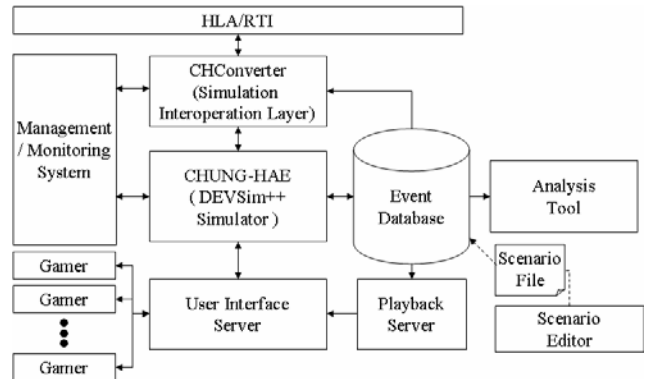 HLA/RTI
CHConverter
(Simulation
Interoperation Layer)
Management
/ Monitoring
System
CHUNG-HAE
( DEVSim++
Simulator )
Event
Database
Analysis
Tool
Scenario
File
Gamer
Gamer
Gamer
User Interface
Server
Playback
Server
Scenario
Editor